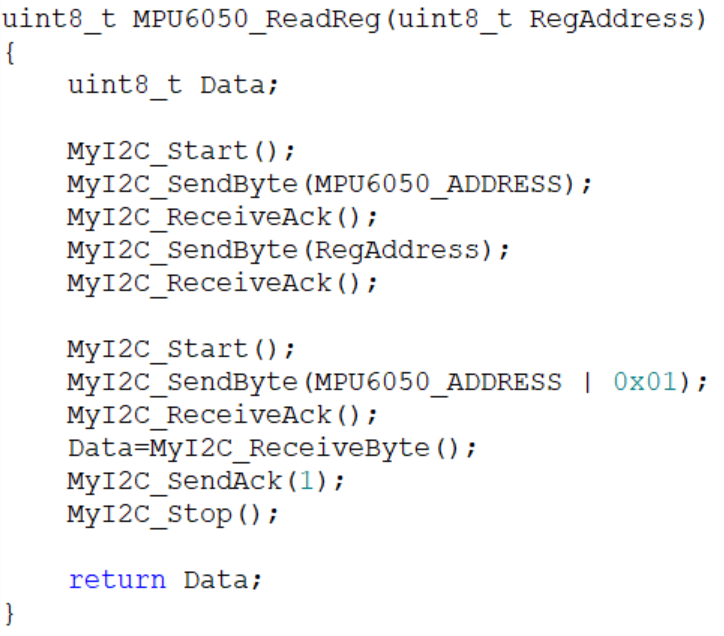 uint8_t MPU6050_ReadReg(uint8_t RegAddress)
{
    uint8_t Data;

    MyI2C_Start();
    MyI2C_SendByte(MPU6050_ADDRESS);
    MyI2C_ReceiveAck();
    MyI2C_SendByte(RegAddress);
    MyI2C_ReceiveAck();

    MyI2C_Start();
    MyI2C_SendByte(MPU6050_ADDRESS | 0x01);
    MyI2C_ReceiveAck();
    Data=MyI2C_ReceiveByte();
    MyI2C_SendAck(1);
    MyI2C_Stop();

    return Data;
}